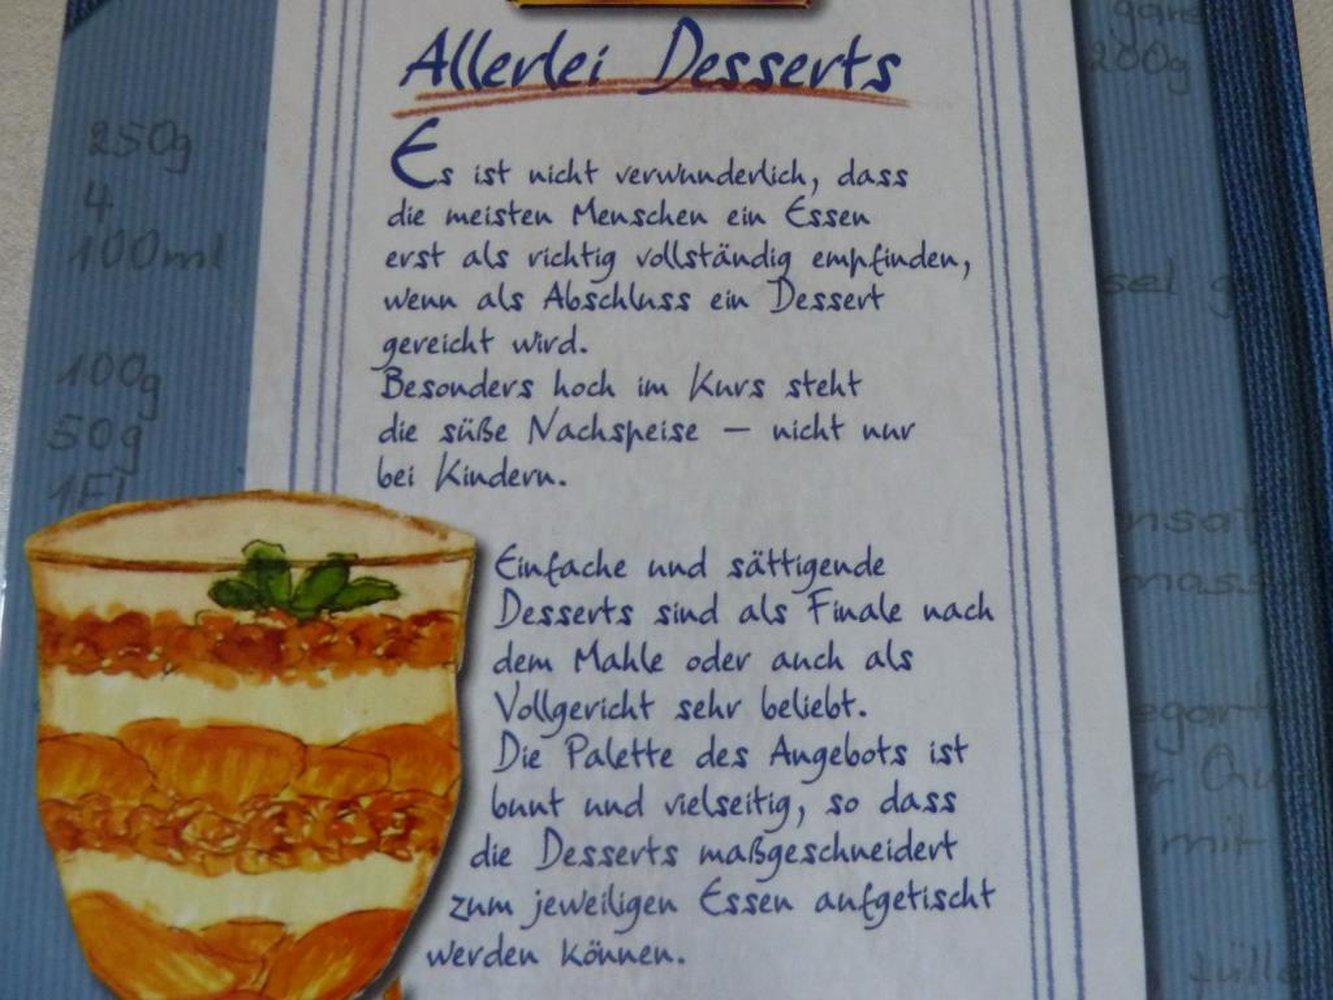 Allerlei Desserts
Es ist nicht verwunderlich, dass
die meisten Menschen ein Essen
erst als richtig vollständig empfinden,
wenn als Abschluss ein Dessert
gereicht wird.
Besonders hoch im Kurs steht
die süße Nachspeise – nicht nur
bei Kindern.
Einfache und sättigende
Desserts sind als Finale nach
dem Mahle oder auch als
Vollgericht sehr beliebt.
Die Palette des Angebots ist
bunt und vielseitig, so dass
die Desserts maßgeschneidert
zum jeweiligen Essen aufgetischt
werden können.
250g
4
100ml
100g
50g
1El
200g
mit